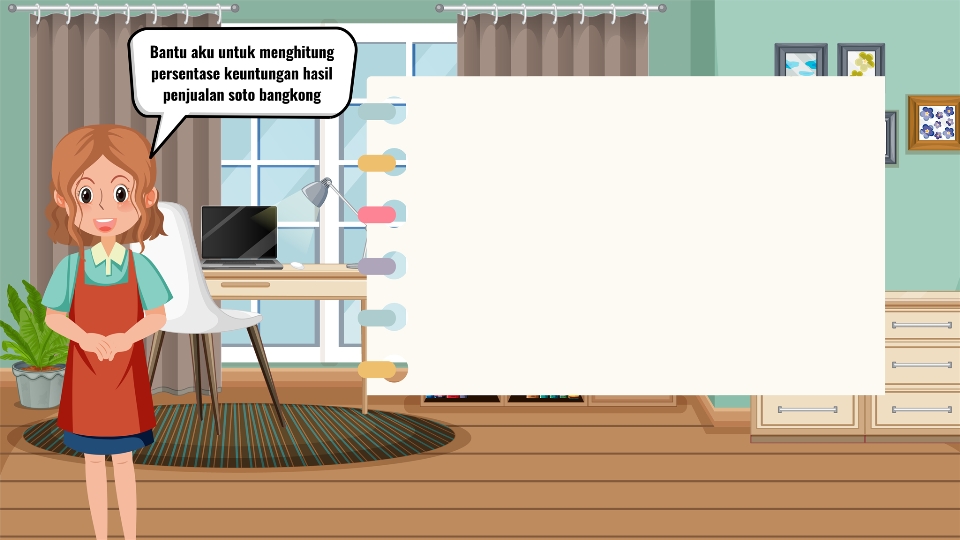 Bantu aku untuk menghitung
persentase keuntungan hasil
penjualan soto bangkong